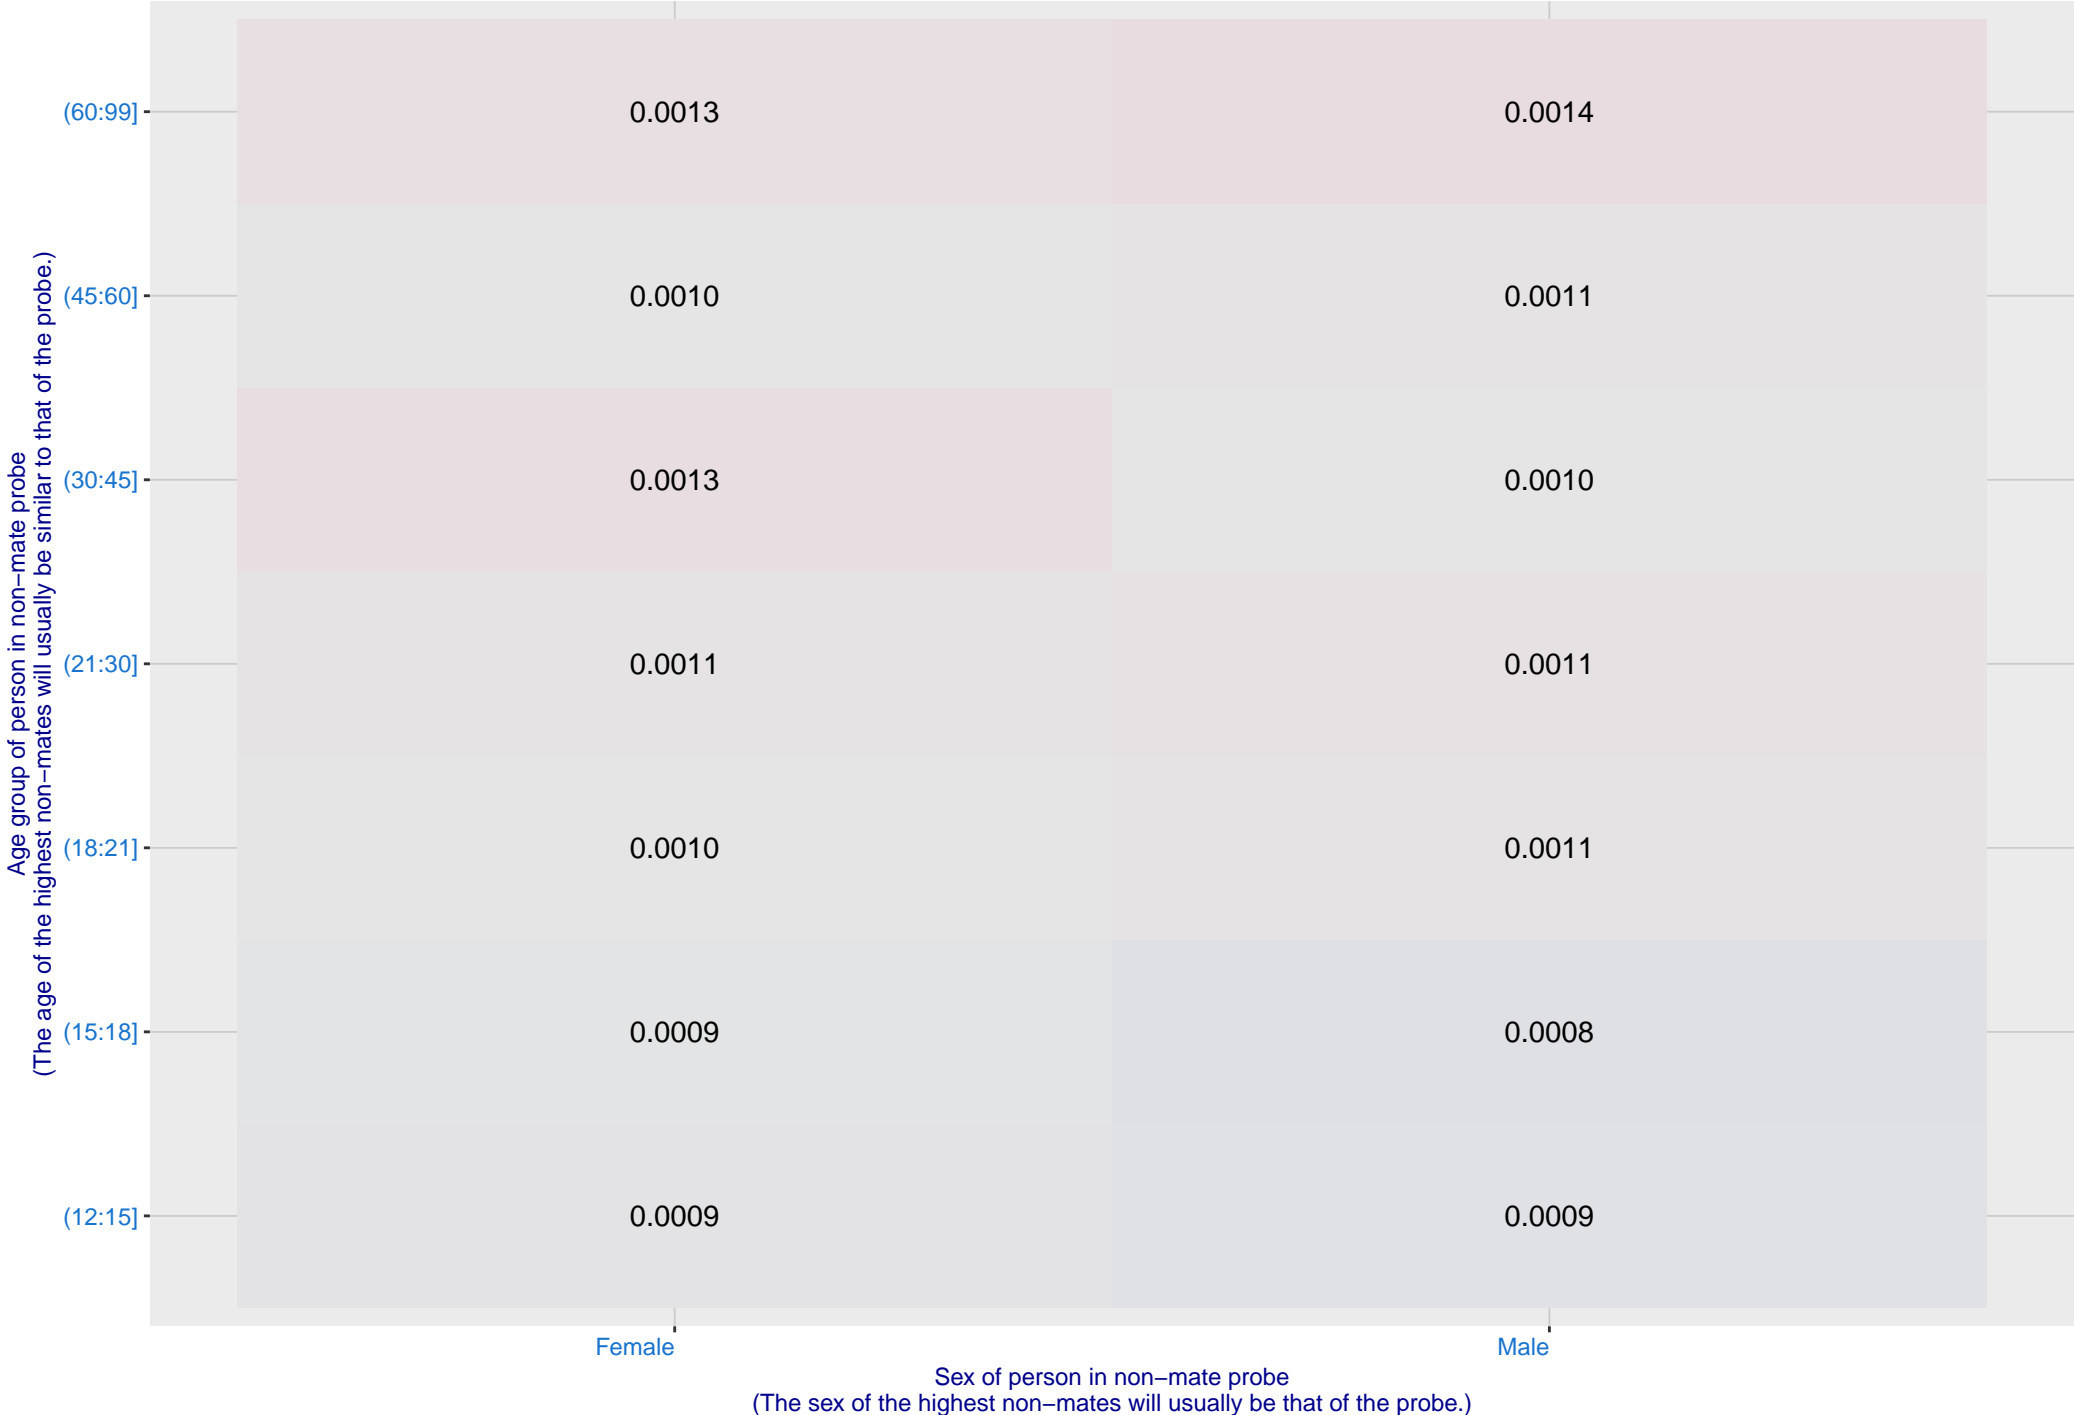 Age group of person in non−mate probe
(The age of the highest non−mates will usually be similar to that of the probe.)
(60:99] 0.0013 0.0014
(45:60] 0.0010 0.0011
(30:45] 0.0013 0.0010
(21:30] 0.0011 0.0011
(18:21] 0.0010 0.0011
(15:18] 0.0009 0.0008
(12:15] 0.0009 0.0009
Female Male
Sex of person in non−mate probe
(The sex of the highest non−mates will usually be that of the probe.)